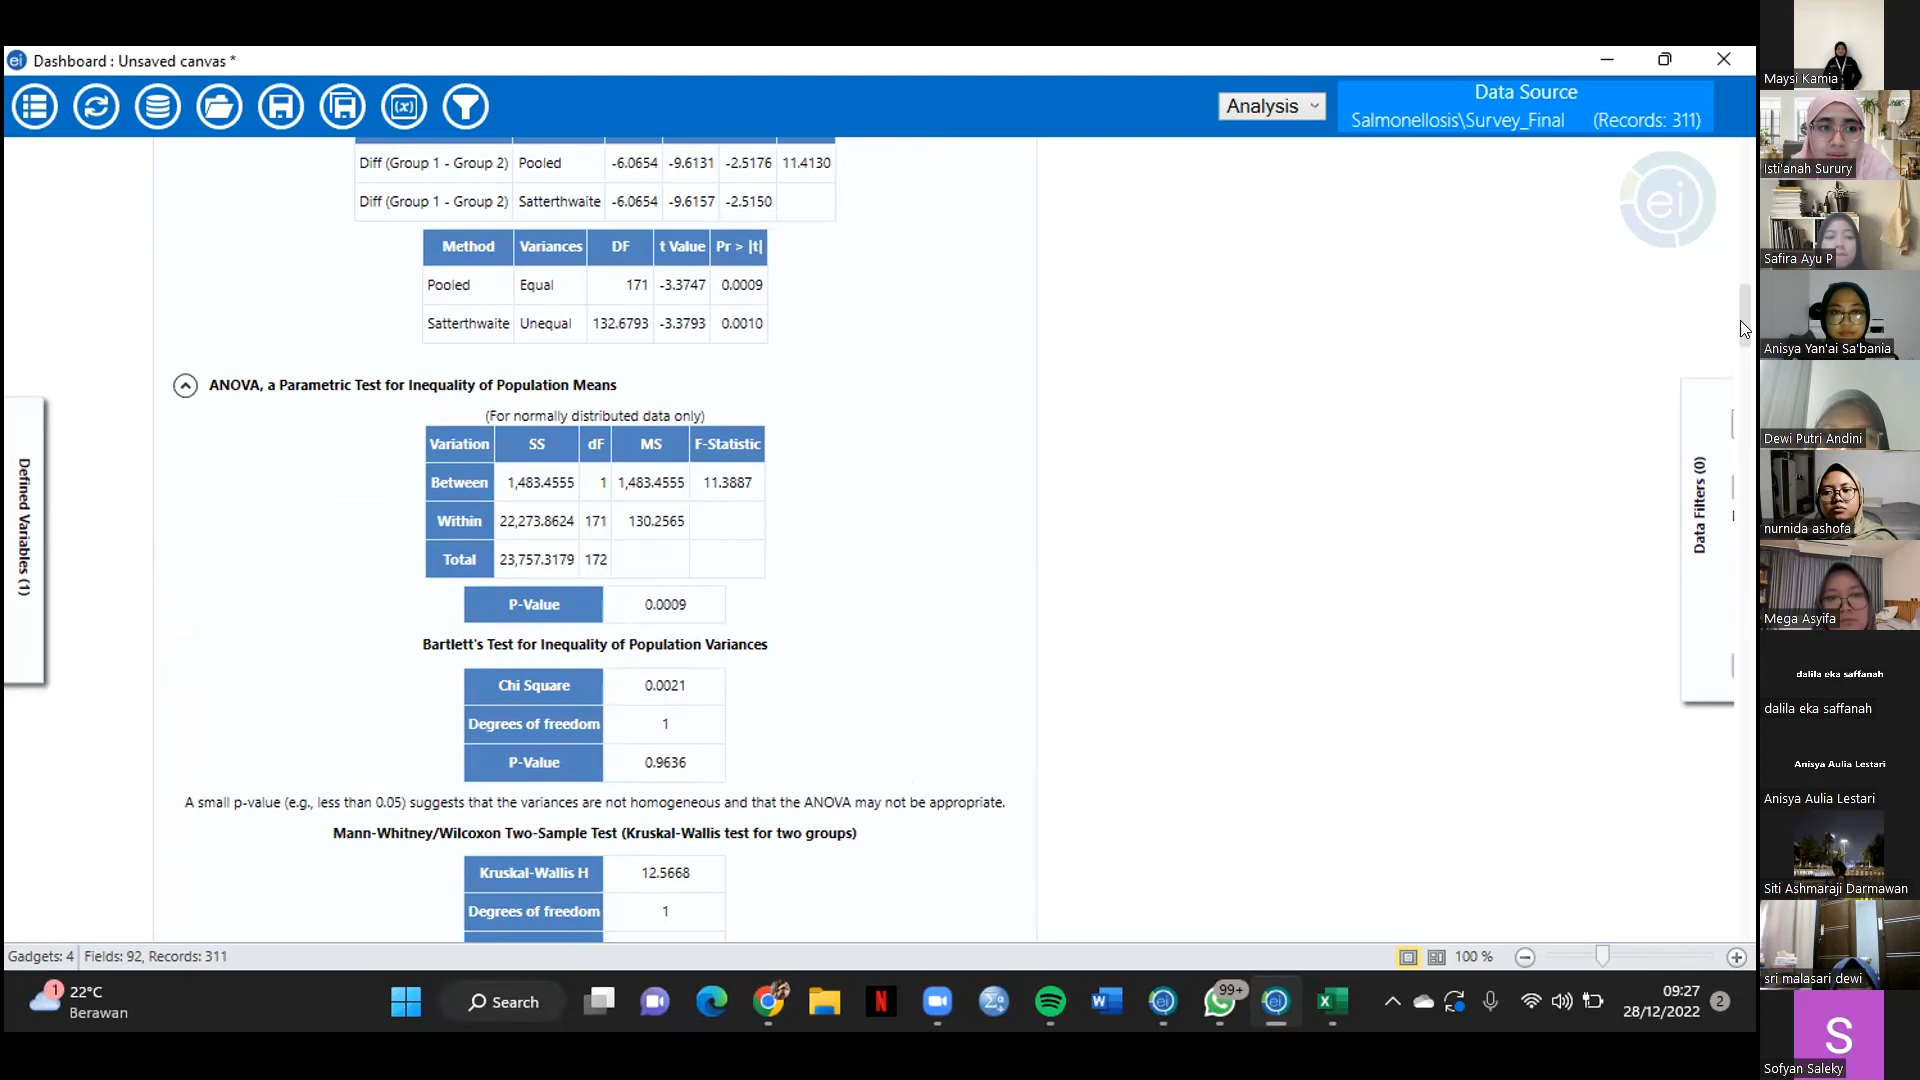 Dashboard : Unsaved canvas *
Analysis
Data Source
Salmonellosis\Survey_Final (Records: 311)
Diff (Group 1 - Group 2) Pooled -6.0654 -9.6131 -2.5176 11.4130
Diff (Group 1 - Group 2) Satterthwaite -6.0654 -9.6157 -2.5150
Method Variances DF t Value Pr > |t|
Pooled Equal 171 -3.3747 0.0009
Satterthwaite Unequal 132.6793 -3.3793 0.0010
ANOVA, a Parametric Test for Inequality of Population Means
(For normally distributed data only)
Variation SS dF MS F-Statistic
Between 1,483.4555 1 1,483.4555 11.3887
Within 22,273.8624 171 130.2565
Total 23,757.3179 172
P-Value 0.0009
Bartlett's Test for Inequality of Population Variances
Chi Square 0.0021
Degrees of freedom 1
P-Value 0.9636
A small p-value (e.g., less than 0.05) suggests that the variances are not homogeneous and that the ANOVA may not be appropriate.
Mann-Whitney/Wilcoxon Two-Sample Test (Kruskal-Wallis test for two groups)
Kruskal-Wallis H 12.5668
Degrees of freedom 1
Defined Variables (1)
Data Filters (0)
ei
Gadgets: 4 Fields: 92, Records: 311
100 %
1
22°C
Berawan
Search
99+
09:27
28/12/2022
2
Maysi Kamia
Isti'anah Surury
Safira Ayu P
Anisya Yan'ai Sa'bania
Dewi Putri Andini
nurnida ashofa
Mega Asyifa
dalila eka saffanah
dalila eka saffanah
Anisya Aulia Lestari
Anisya Aulia Lestari
Siti Ashmaraji Darmawan
sri malasari dewi
S
Sofyan Saleky